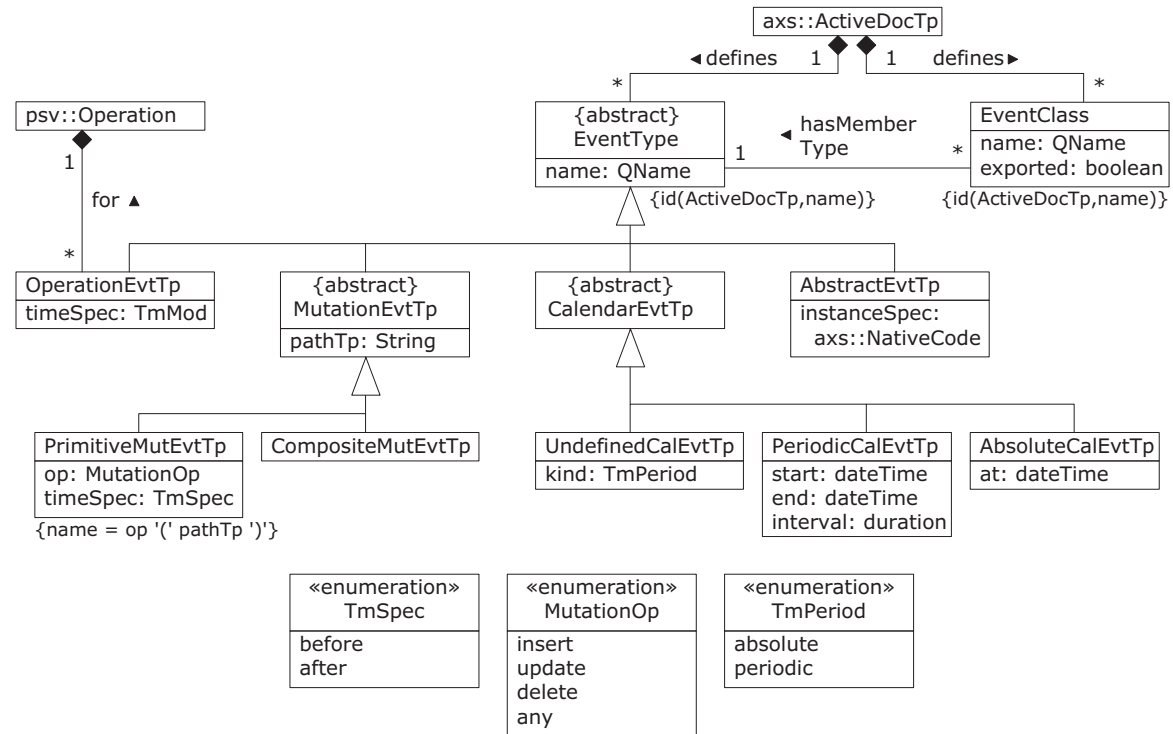 axs::ActiveDocTp
◄ defines 1 1 defines ►
* *
psv::Operation
{abstract}
EventType
name: QName
◄ hasMember
Type
1 *
EventClass
name: QName
exported: boolean
{id(ActiveDocTp,name)} {id(ActiveDocTp,name)}
1
for ▲
*
OperationEvtTp
timeSpec: TmMod
{abstract}
MutationEvtTp
pathTp: String
{abstract}
CalendarEvtTp
AbstractEvtTp
instanceSpec:
axs::NativeCode
PrimitiveMutEvtTp
op: MutationOp
timeSpec: TmSpec
{name = op '(' pathTp ')'}
CompositeMutEvtTp
UndefinedCalEvtTp
kind: TmPeriod
PeriodicCalEvtTp
start: dateTime
end: dateTime
interval: duration
AbsoluteCalEvtTp
at: dateTime
«enumeration»
TmSpec
before
after
«enumeration»
MutationOp
insert
update
delete
any
«enumeration»
TmPeriod
absolute
periodic